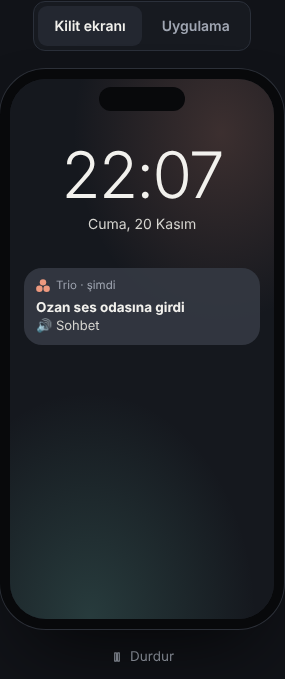 Kilit ekranı
Uygulama
22:07
Cuma, 20 Kasım
Trio · şimdi
Ozan ses odasına girdi
🔊 Sohbet
Durdur